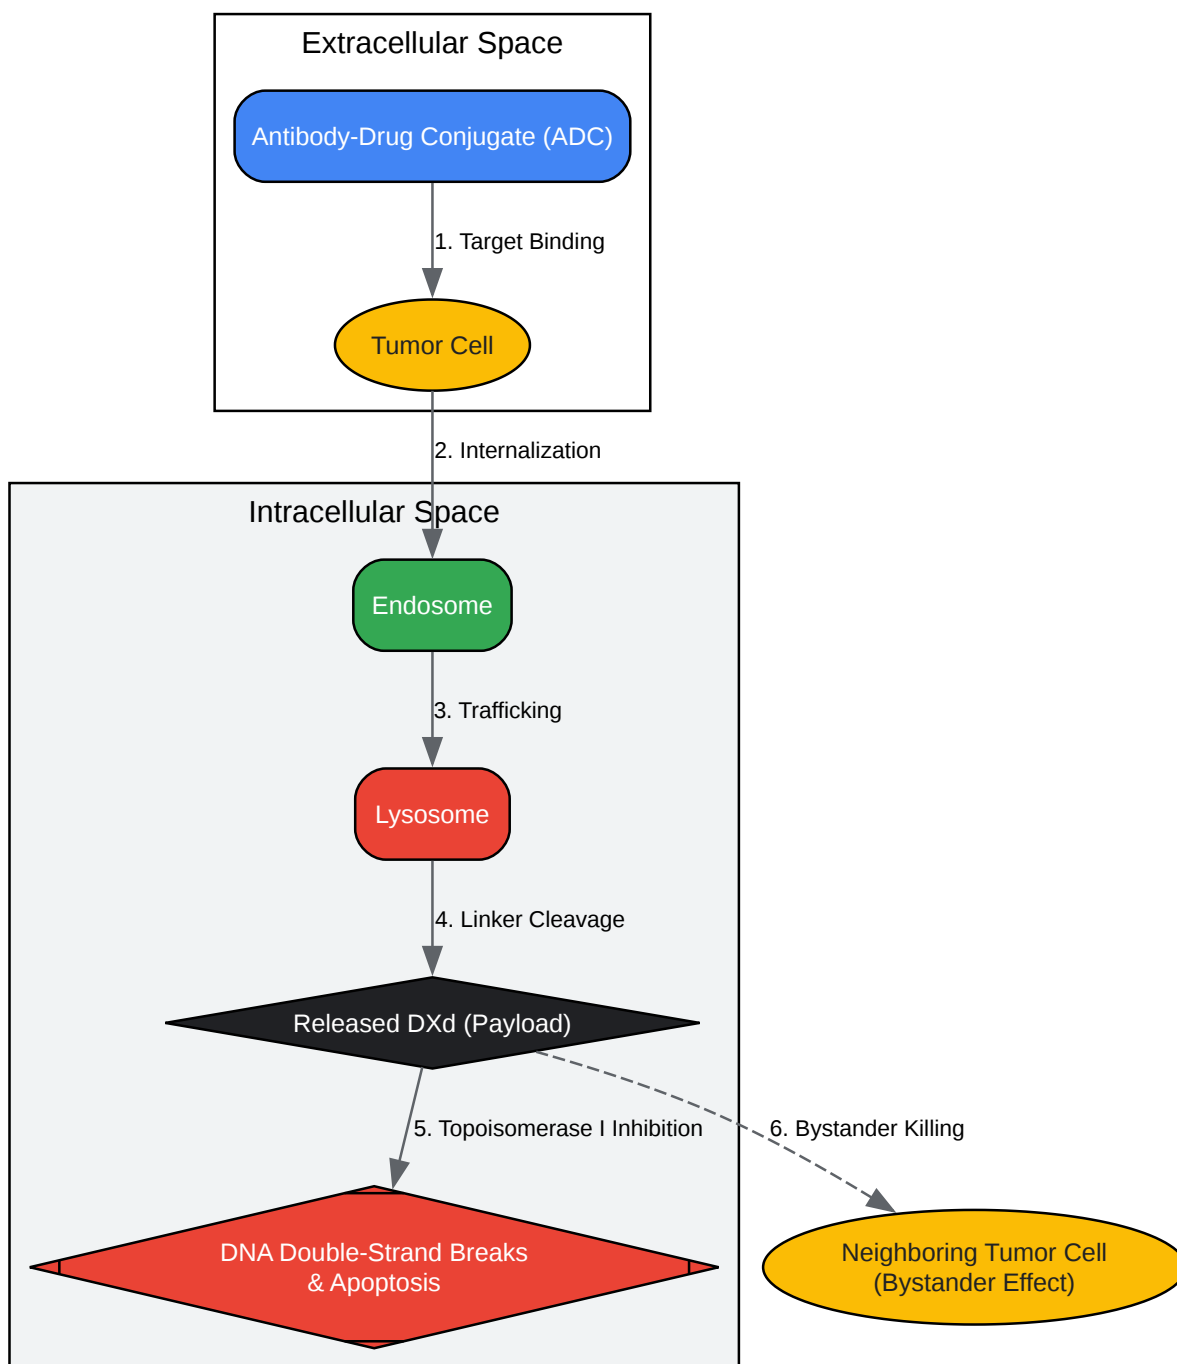 Extracellular Space
Antibody-Drug Conjugate (ADC)
1. Target Binding
Tumor Cell
2. Internalization
Intracellular Space
Endosome
3. Trafficking
Lysosome
4. Linker Cleavage
Released DXd (Payload)
5. Topoisomerase I Inhibition
6. Bystander Killing
DNA Double-Strand Breaks
& Apoptosis
Neighboring Tumor Cell
(Bystander Effect)